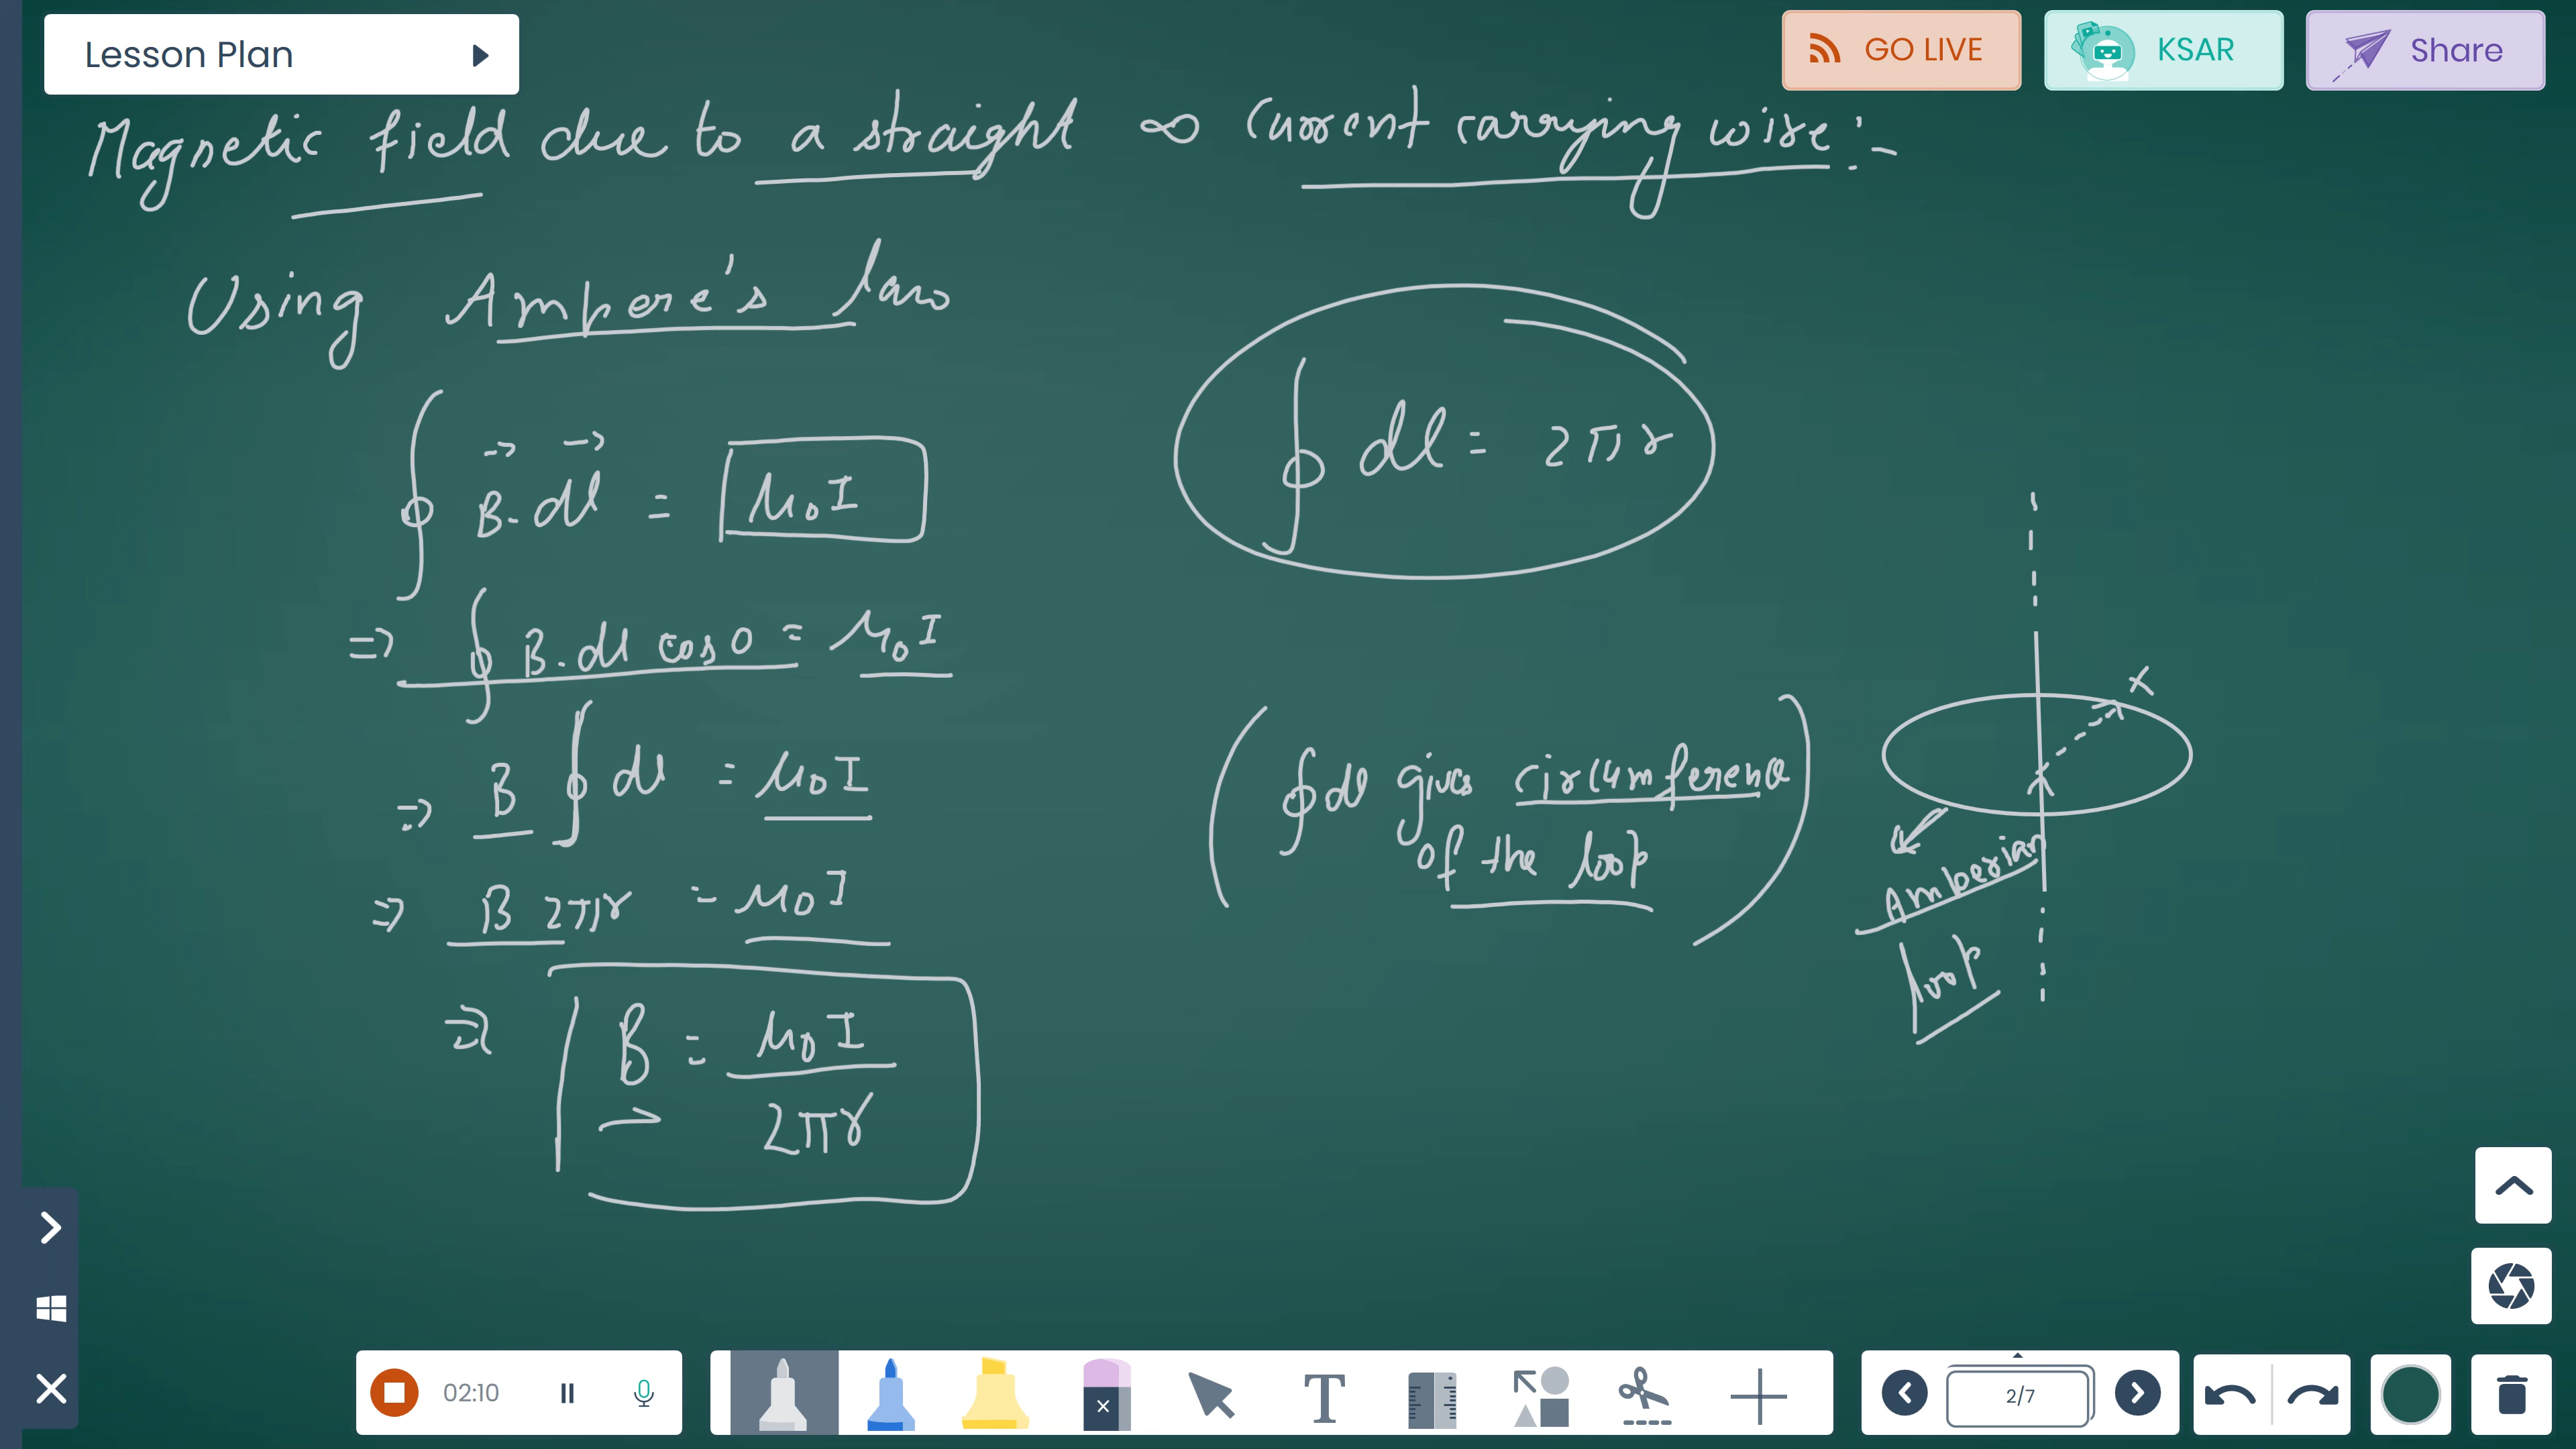 Lesson Plan
GO LIVE
KSAR
Share
Magnetic field due to a straight ∞ Current carrying wire :-
Using Ampere's law
∮ B⃗.dl⃗ = μ₀I
∮ dl = 2πr
⇒ ∮ B.dl cos 0 = μ₀I
⇒ B ∮ dl = μ₀I
(∮ dl gives circumference
of the loop)
x
Amperian
loop
⇒ B 2πr = μ₀I
⇒ B = μ₀I / 2πr
02:10
T
2/7